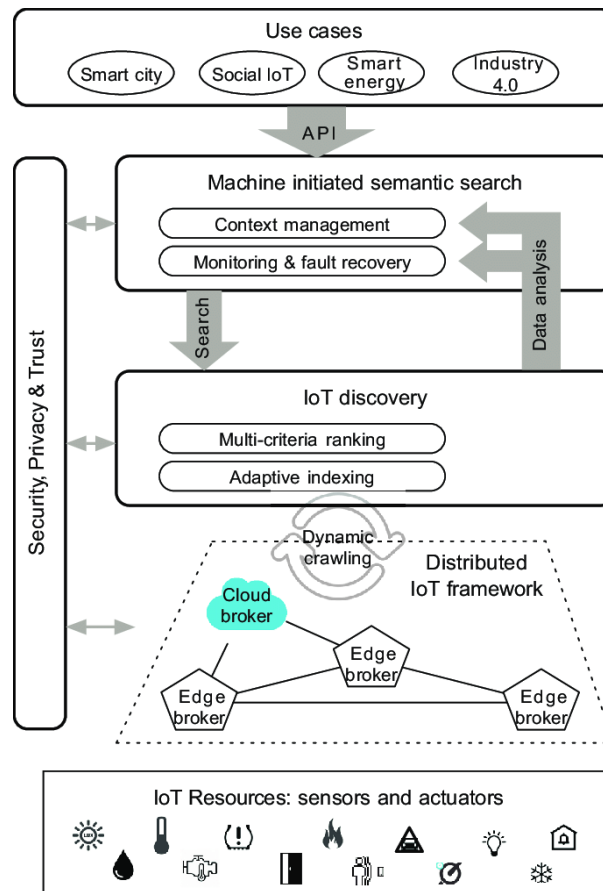 Use cases
Smart city
Social IoT
Smart
energy
Industry
4.0
API
Machine initiated semantic search
Context management
Monitoring & fault recovery
Search
Data analysis
Security, Privacy & Trust
IoT discovery
Multi-criteria ranking
Adaptive indexing
Dynamic
crawling
Distributed
IoT framework
Cloud
broker
Edge
broker
Edge
broker
Edge
broker
IoT Resources: sensors and actuators
LUX